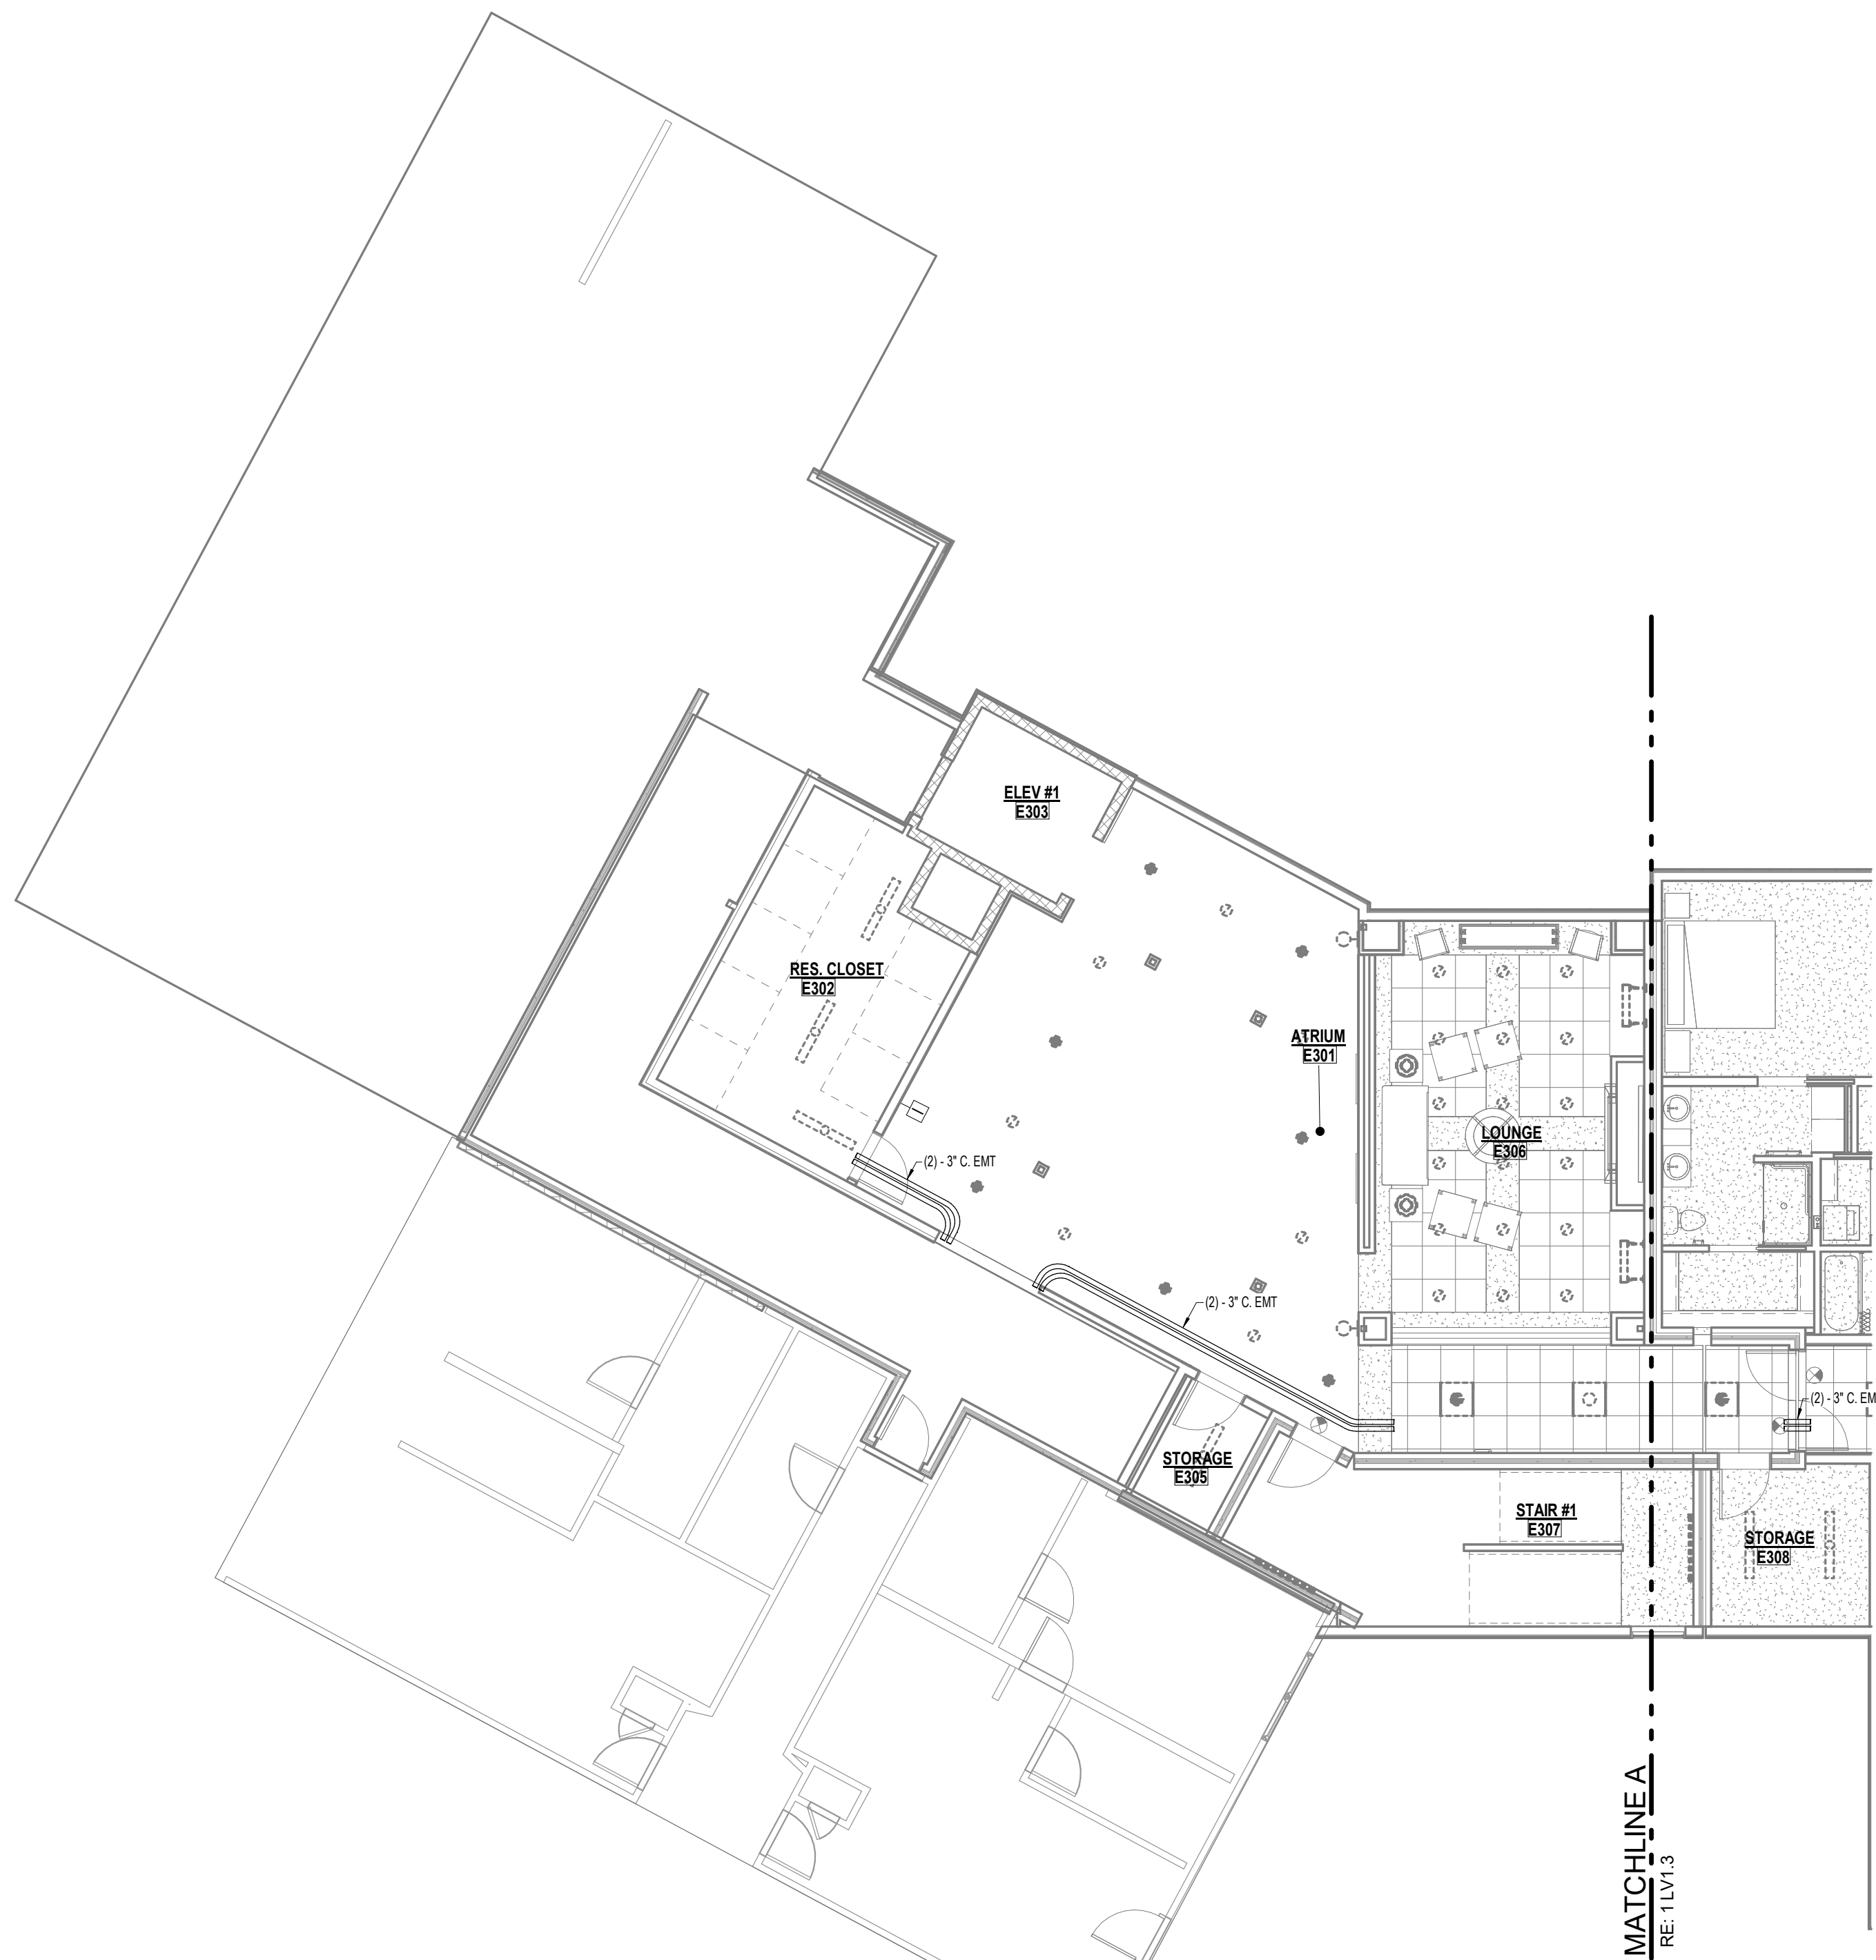 ELEV #1
E303
RES. CLOSET
E302
ATRIUM
E301
LOUNGE
E306
(2) - 3" C. EMT
(2) - 3" C. EMT
(2) - 3" C. EM
STORAGE
E305
STAIR #1
E307
STORAGE
E308
MATCHLINE A
RE: 1 LV1.3